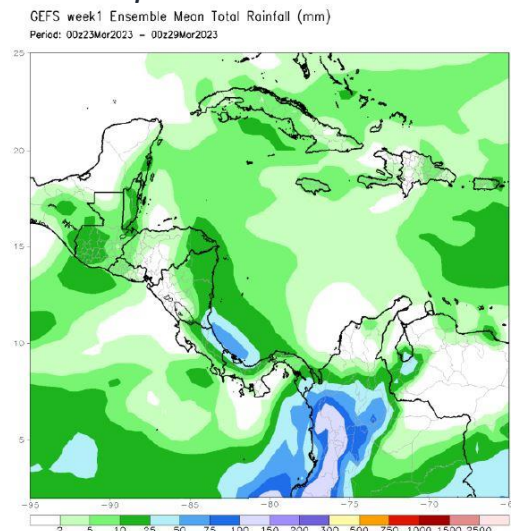 GEFS week1 Ensemble Mean Total Rainfall (mm)
Period: 00z23Mar2023 – 00z29Mar2023
25
20
15
10
5
-95 -90 -85 -80 -75 -70 -65
2 5 10 25 50 75 100 150 200 300 500 750 1000 1500 2500